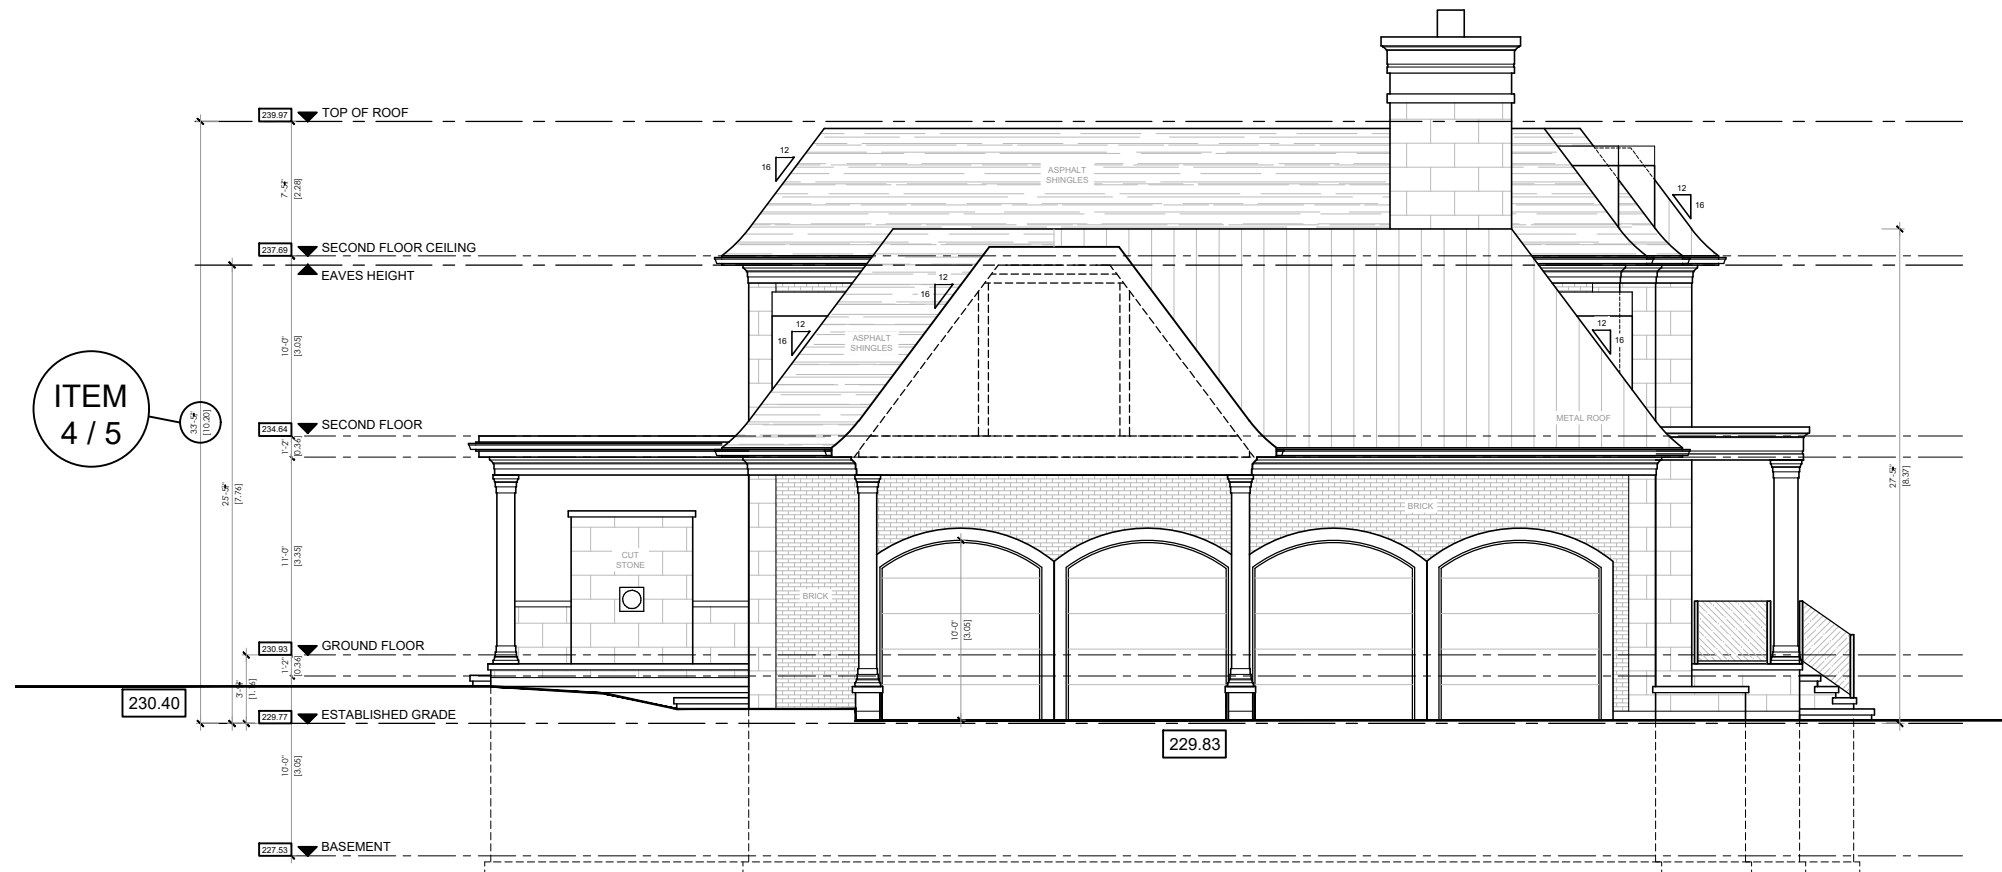 239.97 TOP OF ROOF
12
16
ASPHALT
SHINGLES
7'-5"
[2.28]
12
16
237.69 SECOND FLOOR CEILING
EAVES HEIGHT
12
16
12
16
12
16
ASPHALT
SHINGLES
10'-0"
[3.05]
ITEM
4 / 5
33'-5"
[10.20]
METAL ROOF
234.64 SECOND FLOOR
1'-2"
[0.36]
25'-5"
[7.76]
27'-5"
[8.37]
BRICK
11'-0"
[3.35]
CUT
STONE
BRICK
10'-0"
[3.05]
230.93 GROUND FLOOR
1'-2"
[0.36]
230.40
229.77 ESTABLISHED GRADE
229.83
10'-0"
[3.05]
227.53 BASEMENT